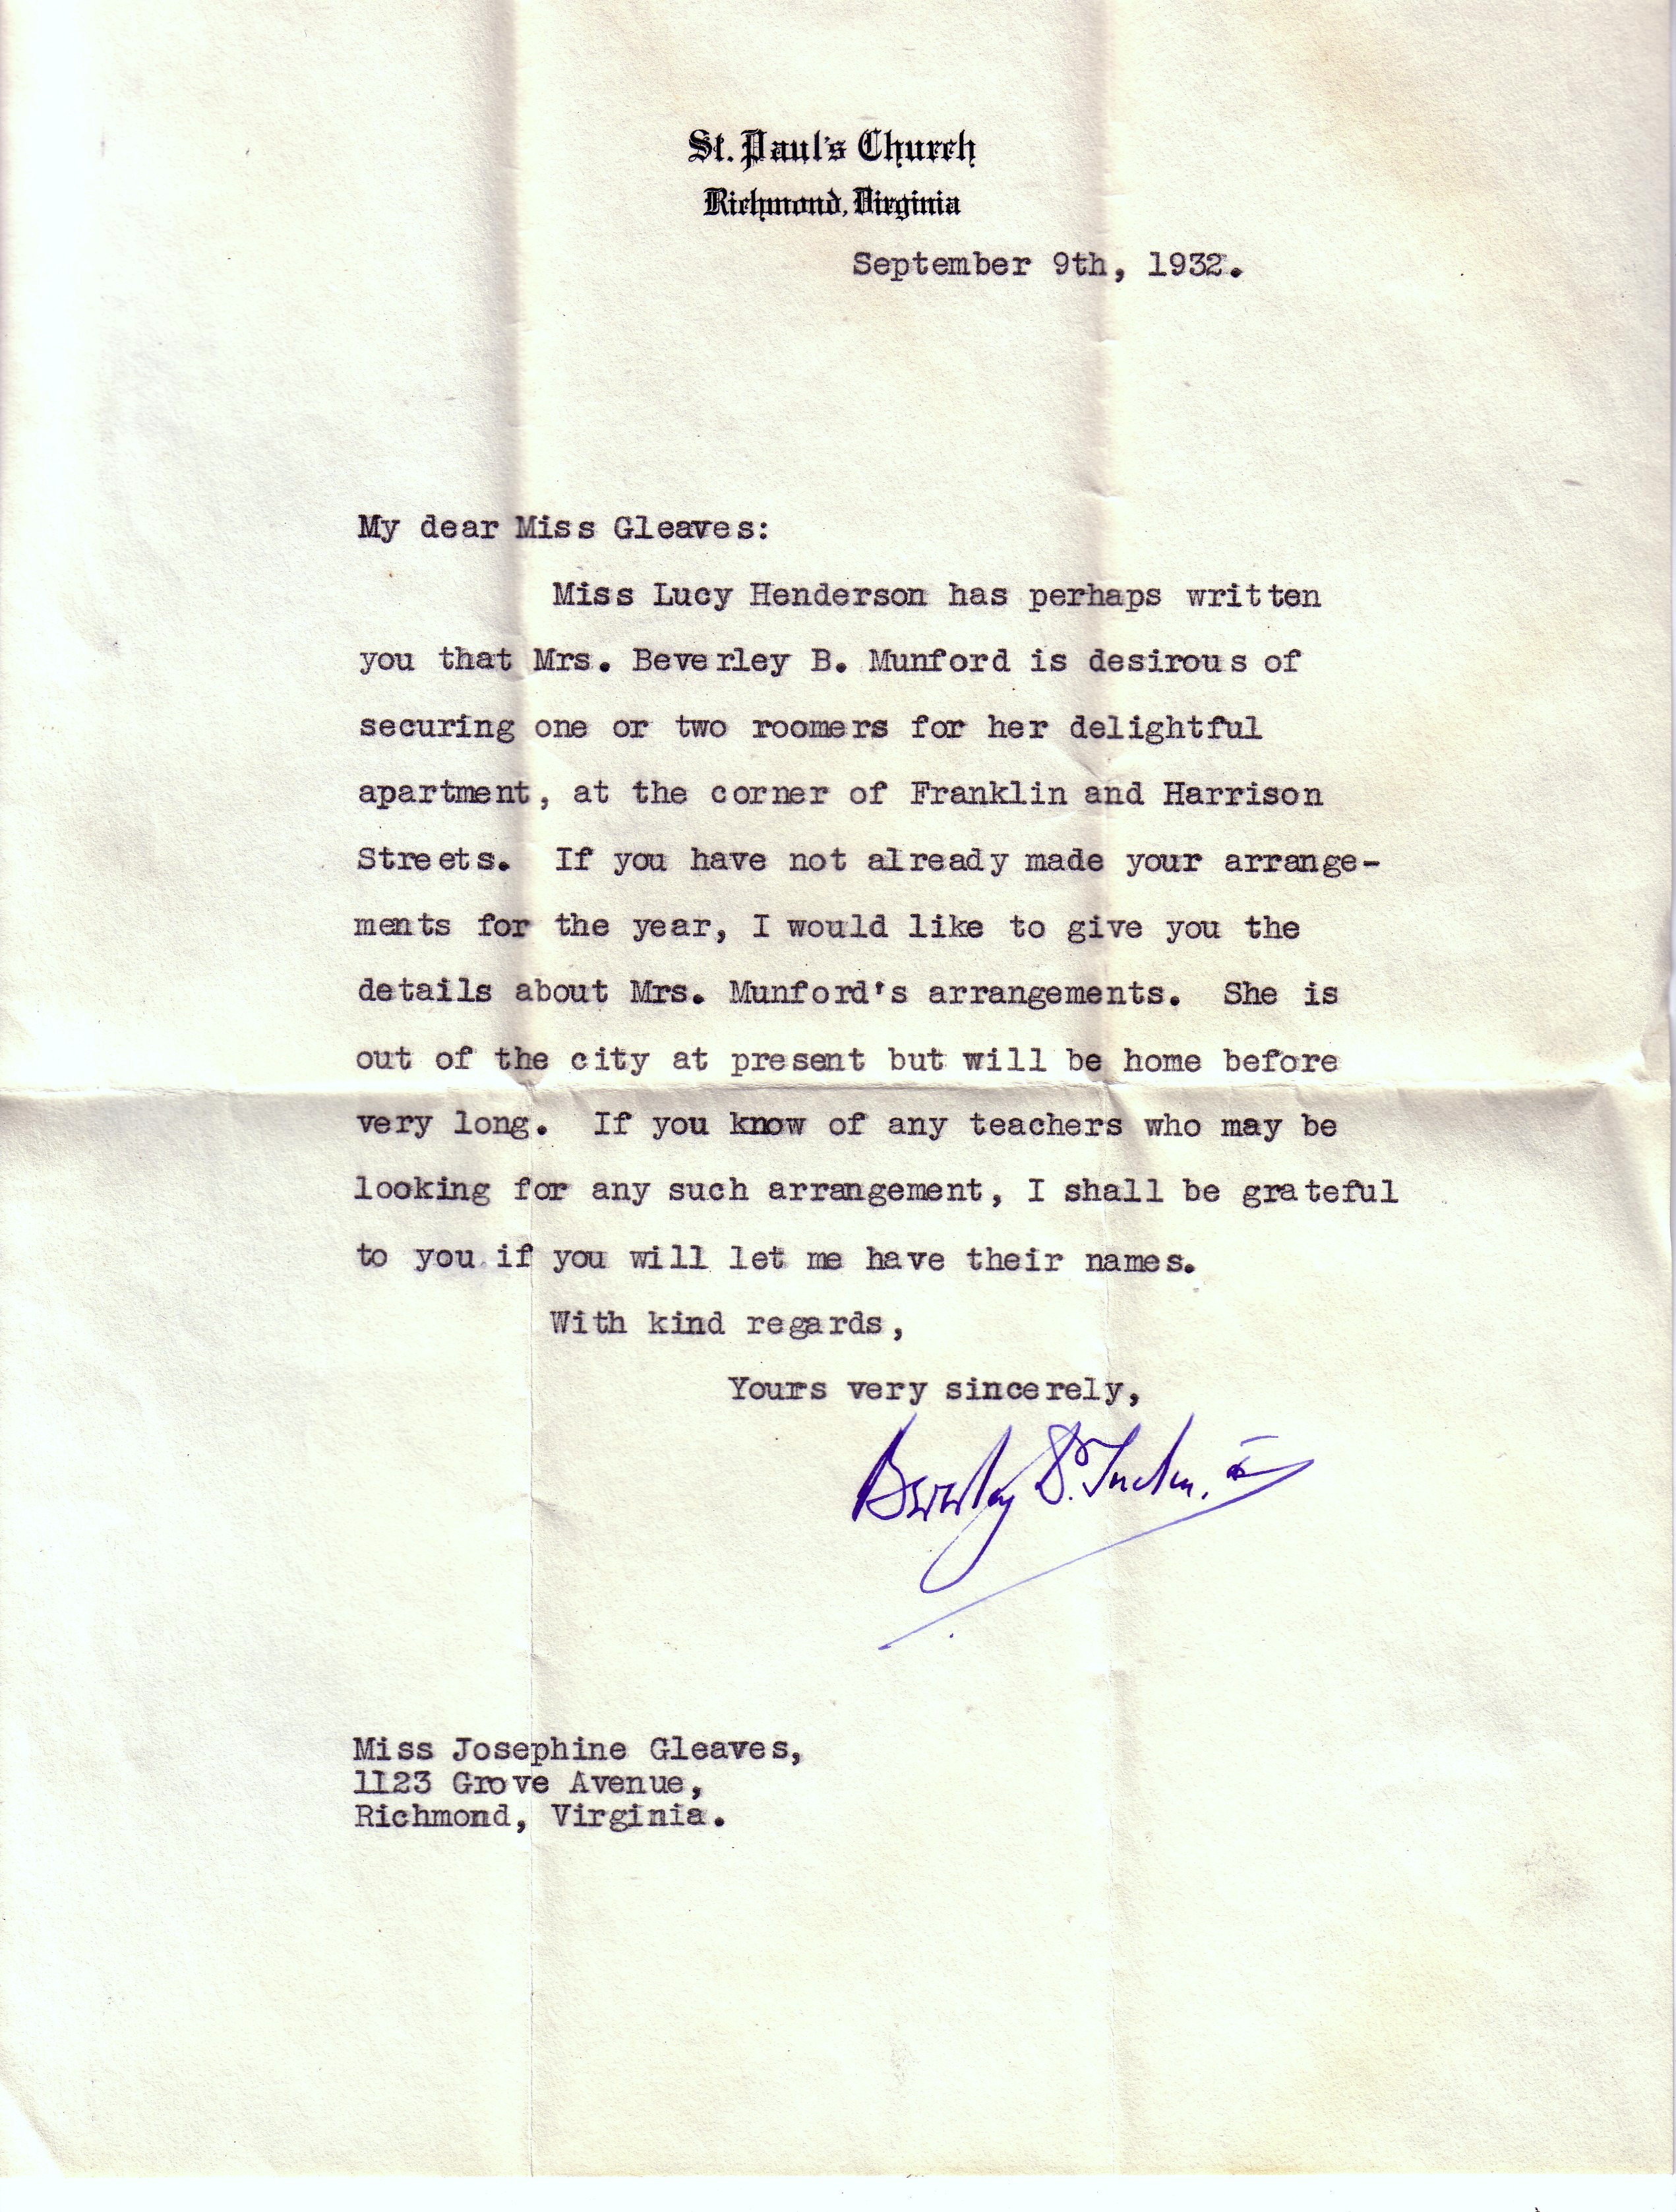 St. Paul's Church
Richmond, Virginia
September 9th, 1932.
My dear Miss Gleaves:
Miss Lucy Henderson has perhaps written
you that Mrs. Beverley B. Munford is desirous of
securing one or two roomers for her delightful
apartment, at the corner of Franklin and Harrison
Streets. If you have not already made your arrange-
ments for the year, I would like to give you the
details about Mrs. Munford's arrangements. She is
out of the city at present but will be home before
very long. If you know of any teachers who may be
looking for any such arrangement, I shall be grateful
to you if you will let me have their names.
With kind regards,
Yours very sincerely,
Beverley D. Tucker.
Miss Josephine Gleaves,
1123 Grove Avenue,
Richmond, Virginia.